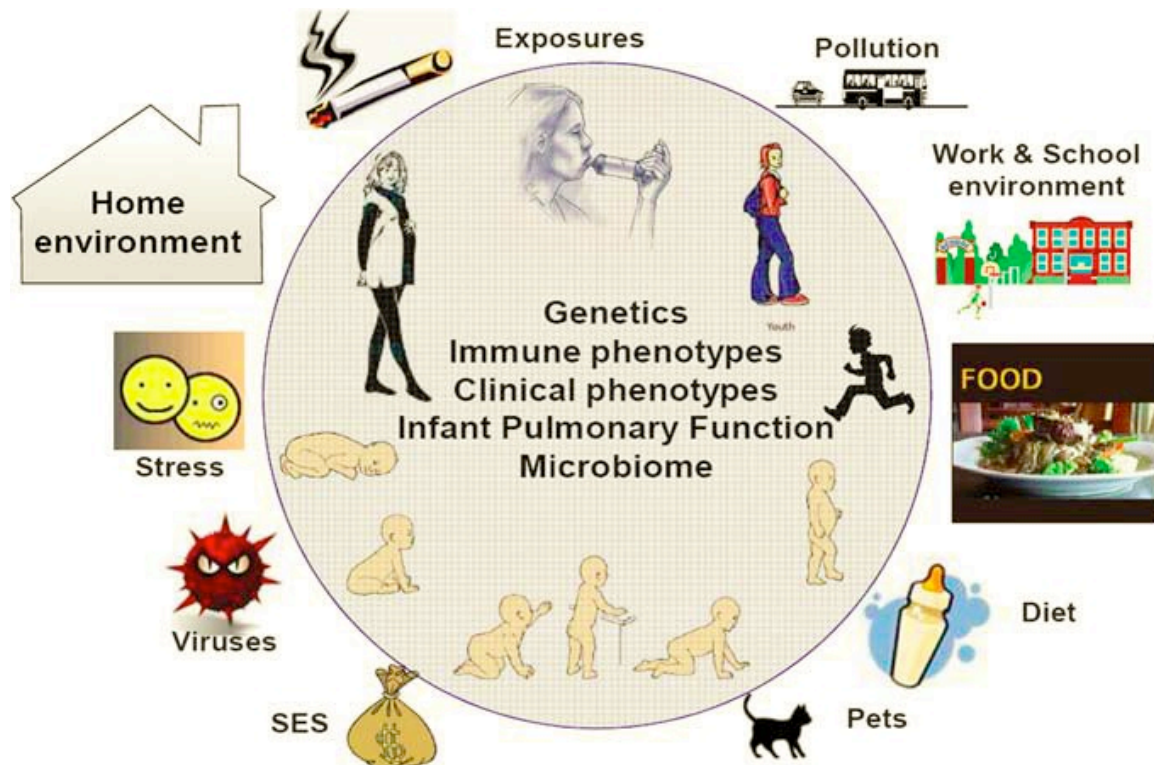 Exposures
Pollution
Home
environment
Work & School
environment
Genetics
Immune phenotypes
Clinical phenotypes
Infant Pulmonary Function
Microbiome
Youth
FOOD
Stress
Viruses
Diet
SES
$
Pets